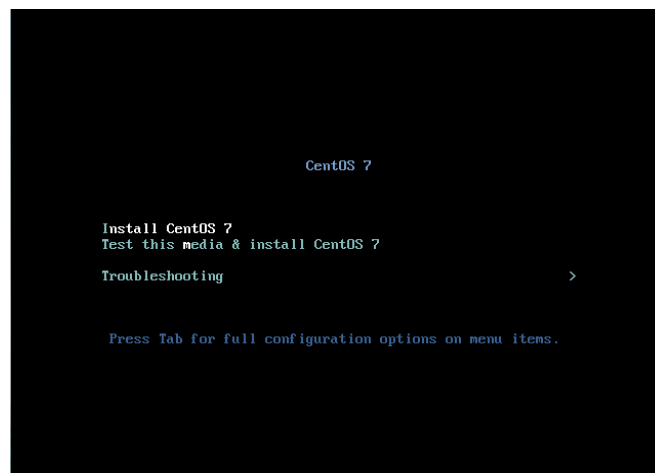 CentOS 7
Install CentOS 7
Test this media & install CentOS 7
Troubleshooting >
Press Tab for full configuration options on menu items.